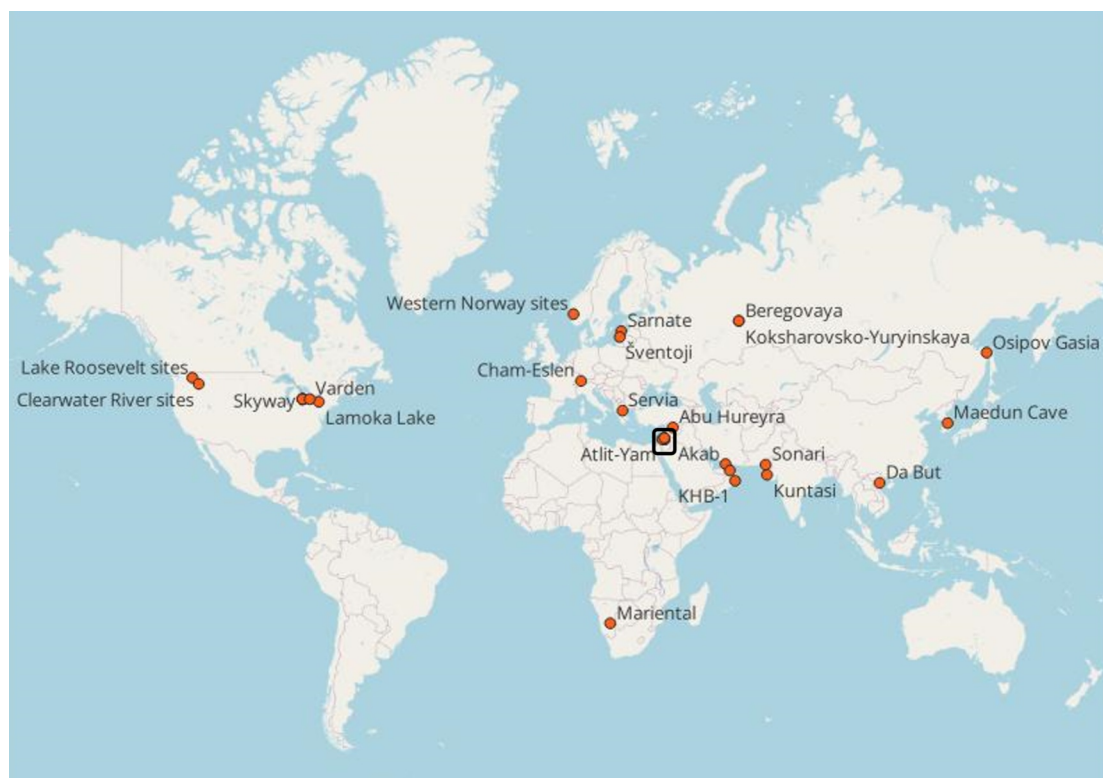 Western Norway sites
Beregovaya
Sarnate
Koksharovsko-Yuryinskaya
Osipov Gasia
Šventoji
Lake Roosevelt sites
Cham-Eslen
Varden
Clearwater River sites
Skyway
Servia
Maedun Cave
Lamoka Lake
Abu Hureyra
Atlit-Yam
Akab
Sonari
Da But
KHB-1
Kuntasi
Mariental